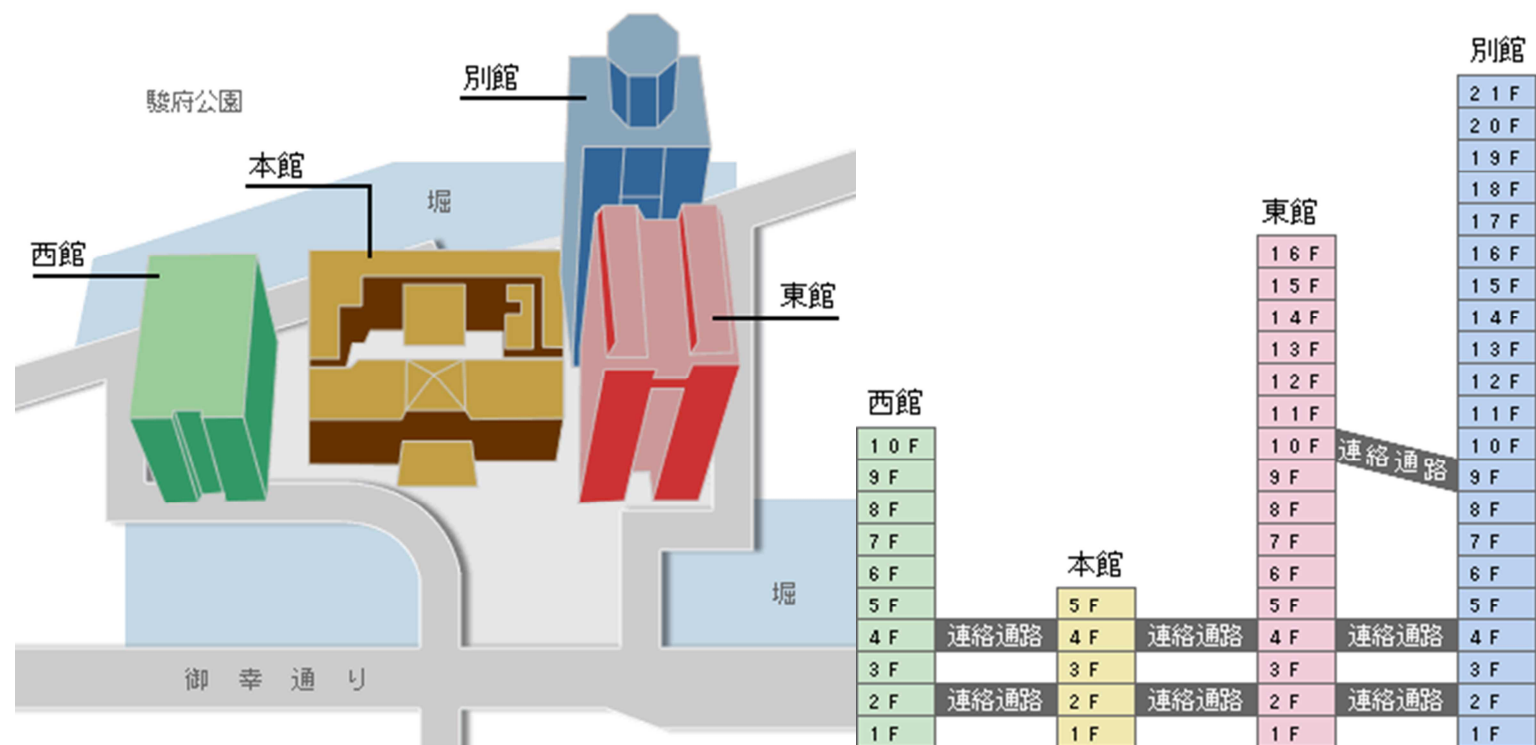 駿府公園
別館
本館
堀
西館
東館
堀
御幸通り
西館
10F
9F
8F
7F
6F
5F
4F
3F
2F
1F
連絡通路
連絡通路
本館
5F
4F
3F
2F
1F
連絡通路
連絡通路
東館
16F
15F
14F
13F
12F
11F
10F
9F
8F
7F
6F
5F
4F
3F
2F
1F
連絡通路
連絡通路
連絡通路
別館
21F
20F
19F
18F
17F
16F
15F
14F
13F
12F
11F
10F
9F
8F
7F
6F
5F
4F
3F
2F
1F